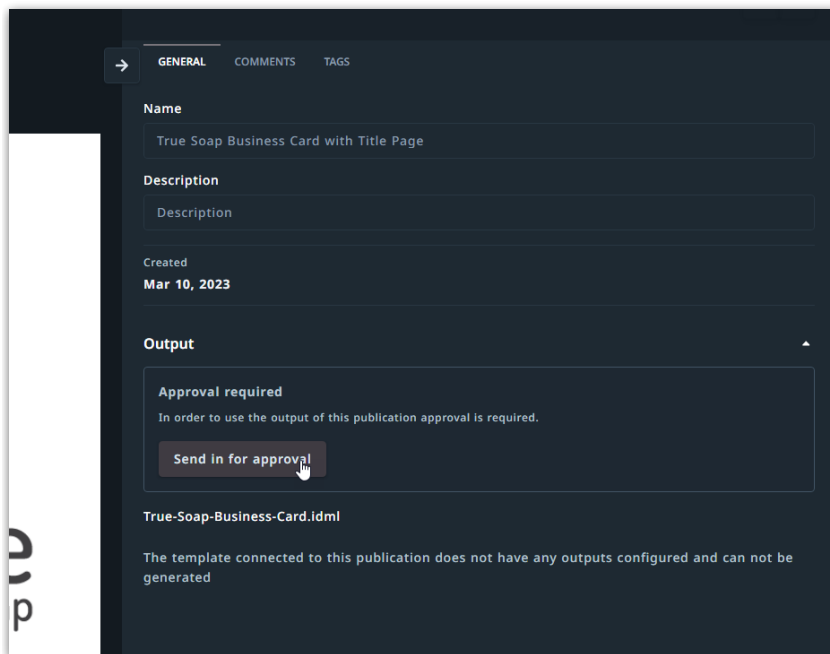 GENERAL COMMENTS TAGS
Name
True Soap Business Card with Title Page
Description
Description
Created
Mar 10, 2023
Output
Approval required
In order to use the output of this publication approval is required.
Send in for approval
True-Soap-Business-Card.idml
The template connected to this publication does not have any outputs configured and can not be
generated
e
p